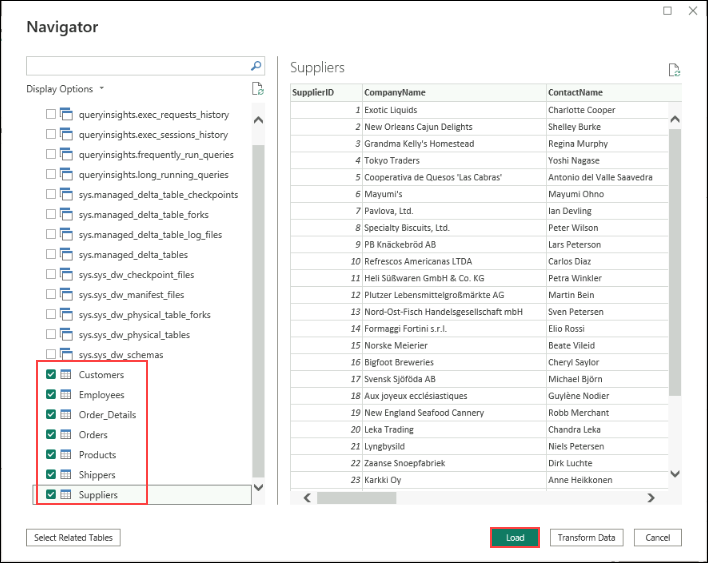 Navigator
Display Options
queryinsights.exec_requests_history
queryinsights.exec_sessions_history
queryinsights.frequently_run_queries
queryinsights.long_running_queries
sys.managed_delta_table_checkpoints
sys.managed_delta_table_forks
sys.managed_delta_table_log_files
sys.managed_delta_tables
sys.sys_dw_checkpoint_files
sys.sys_dw_manifest_files
sys.sys_dw_physical_table_forks
sys.sys_dw_physical_tables
sys.sys_dw_schemas
Customers
Employees
Order_Details
Orders
Products
Shippers
Suppliers
Suppliers
SupplierID CompanyName ContactName
1 Exotic Liquids Charlotte Cooper
2 New Orleans Cajun Delights Shelley Burke
3 Grandma Kelly's Homestead Regina Murphy
4 Tokyo Traders Yoshi Nagase
5 Cooperativa de Quesos 'Las Cabras' Antonio del Valle Saavedra
6 Mayumi's Mayumi Ohno
7 Pavlova, Ltd. Ian Devling
8 Specialty Biscuits, Ltd. Peter Wilson
9 PB Knäckebröd AB Lars Peterson
10 Refrescos Americanas LTDA Carlos Diaz
11 Heli Süßwaren GmbH & Co. KG Petra Winkler
12 Plutzer Lebensmittelgroßmärkte AG Martin Bein
13 Nord-Ost-Fisch Handelsgesellschaft mbH Sven Petersen
14 Formaggi Fortini s.r.l. Elio Rossi
15 Norske Meierier Beate Vileid
16 Bigfoot Breweries Cheryl Saylor
17 Svensk Sjöföda AB Michael Björn
18 Aux joyeux ecclésiastiques Guylène Nodier
19 New England Seafood Cannery Robb Merchant
20 Leka Trading Chandra Leka
21 Lyngbysild Niels Petersen
22 Zaanse Snoepfabriek Dirk Luchte
23 Karkki Oy Anne Heikkonen
Select Related Tables Load Transform Data Cancel